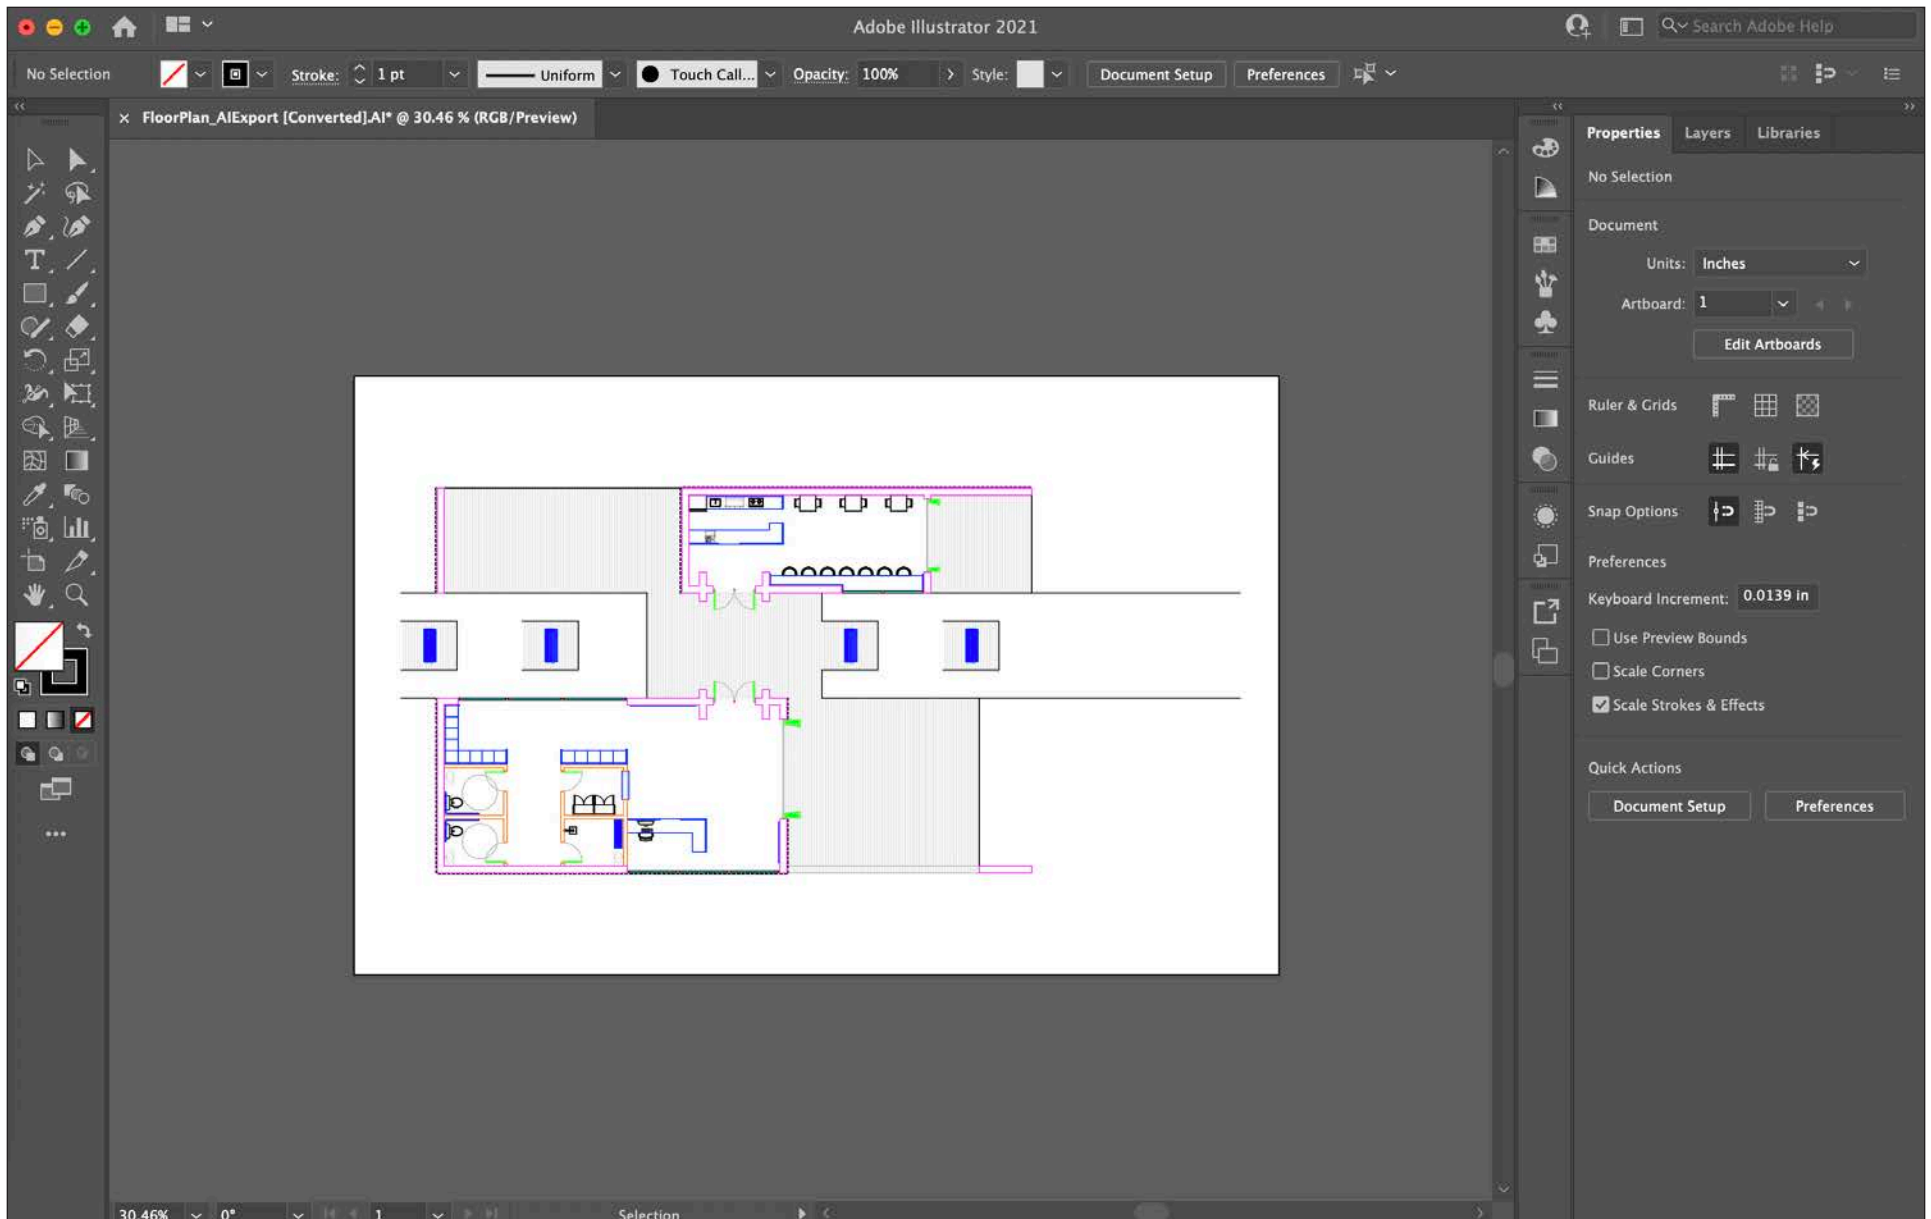 Adobe Illustrator 2021
Search Adobe Help
No Selection
Stroke: 1 pt
Uniform
Touch Call...
Opacity: 100%
Style:
Document Setup
Preferences
× FloorPlan_AIExport [Converted].AI* @ 30.46 % (RGB/Preview)
Properties Layers Libraries
No Selection
Document
Units: Inches
Artboard: 1
Edit Artboards
Ruler & Grids
Guides
Snap Options
Preferences
Keyboard Increment: 0.0139 in
Use Preview Bounds
Scale Corners
Scale Strokes & Effects
Quick Actions
Document Setup Preferences
30.46% 0° 1 Selection